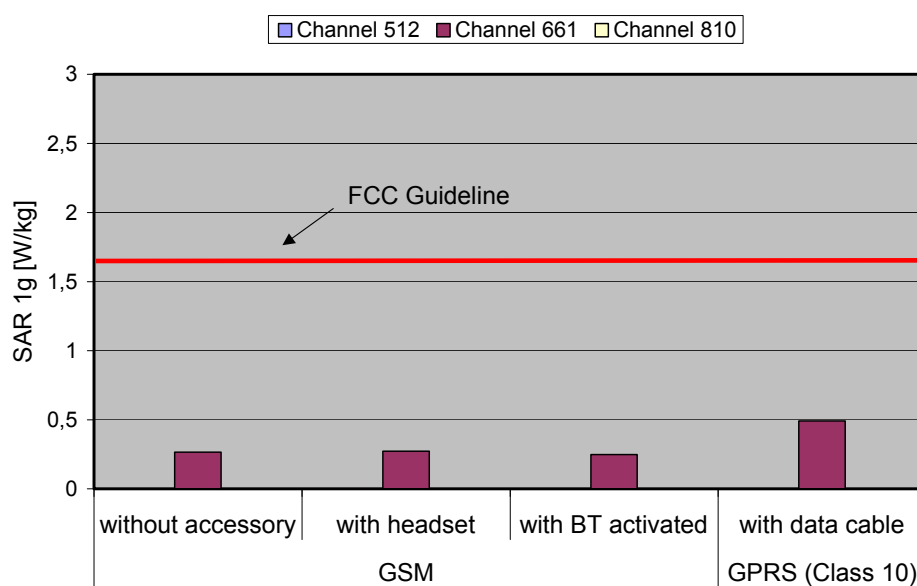 Channel 512 Channel 661 Channel 810
3
2,5
2
1,5
1
0,5
0
SAR 1g [W/kg]
FCC Guideline
without accessory with headset with BT activated with data cable
GSM GPRS (Class 10)